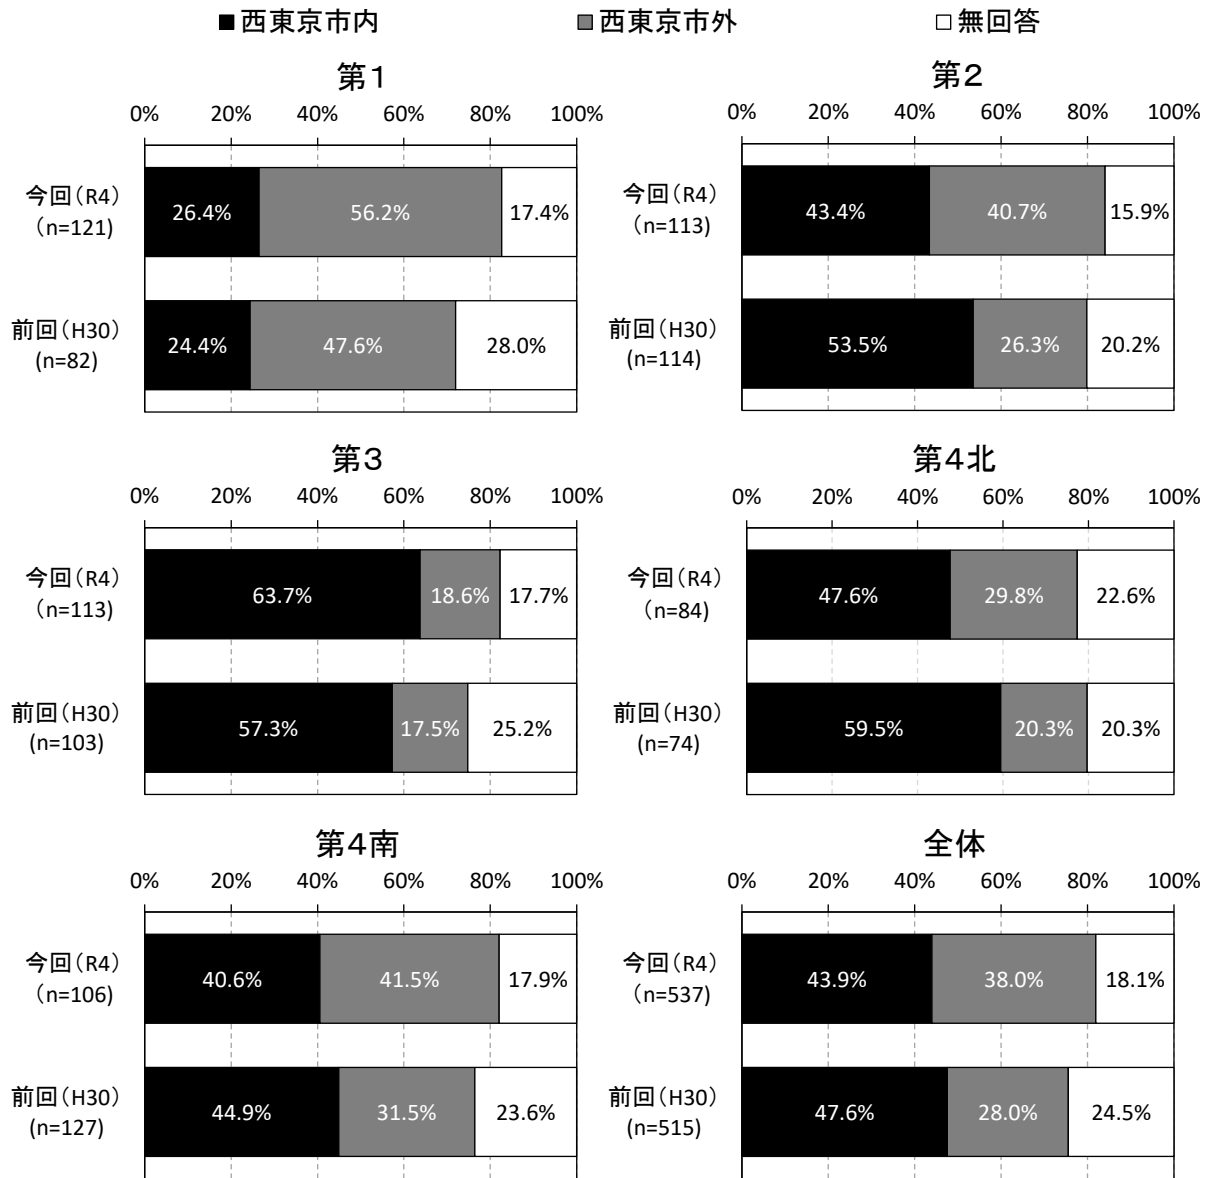 ■西東京市内 ■西東京市外 □無回答
第1
0% 20% 40% 60% 80% 100%
今回(R4)
(n=121)
26.4% 56.2% 17.4%
前回(H30)
(n=82)
24.4% 47.6% 28.0%
第2
0% 20% 40% 60% 80% 100%
今回(R4)
(n=113)
43.4% 40.7% 15.9%
前回(H30)
(n=114)
53.5% 26.3% 20.2%
第3
0% 20% 40% 60% 80% 100%
今回(R4)
(n=113)
63.7% 18.6% 17.7%
前回(H30)
(n=103)
57.3% 17.5% 25.2%
第4北
0% 20% 40% 60% 80% 100%
今回(R4)
(n=84)
47.6% 29.8% 22.6%
前回(H30)
(n=74)
59.5% 20.3% 20.3%
第4南
0% 20% 40% 60% 80% 100%
今回(R4)
(n=106)
40.6% 41.5% 17.9%
前回(H30)
(n=127)
44.9% 31.5% 23.6%
全体
0% 20% 40% 60% 80% 100%
今回(R4)
(n=537)
43.9% 38.0% 18.1%
前回(H30)
(n=515)
47.6% 28.0% 24.5%